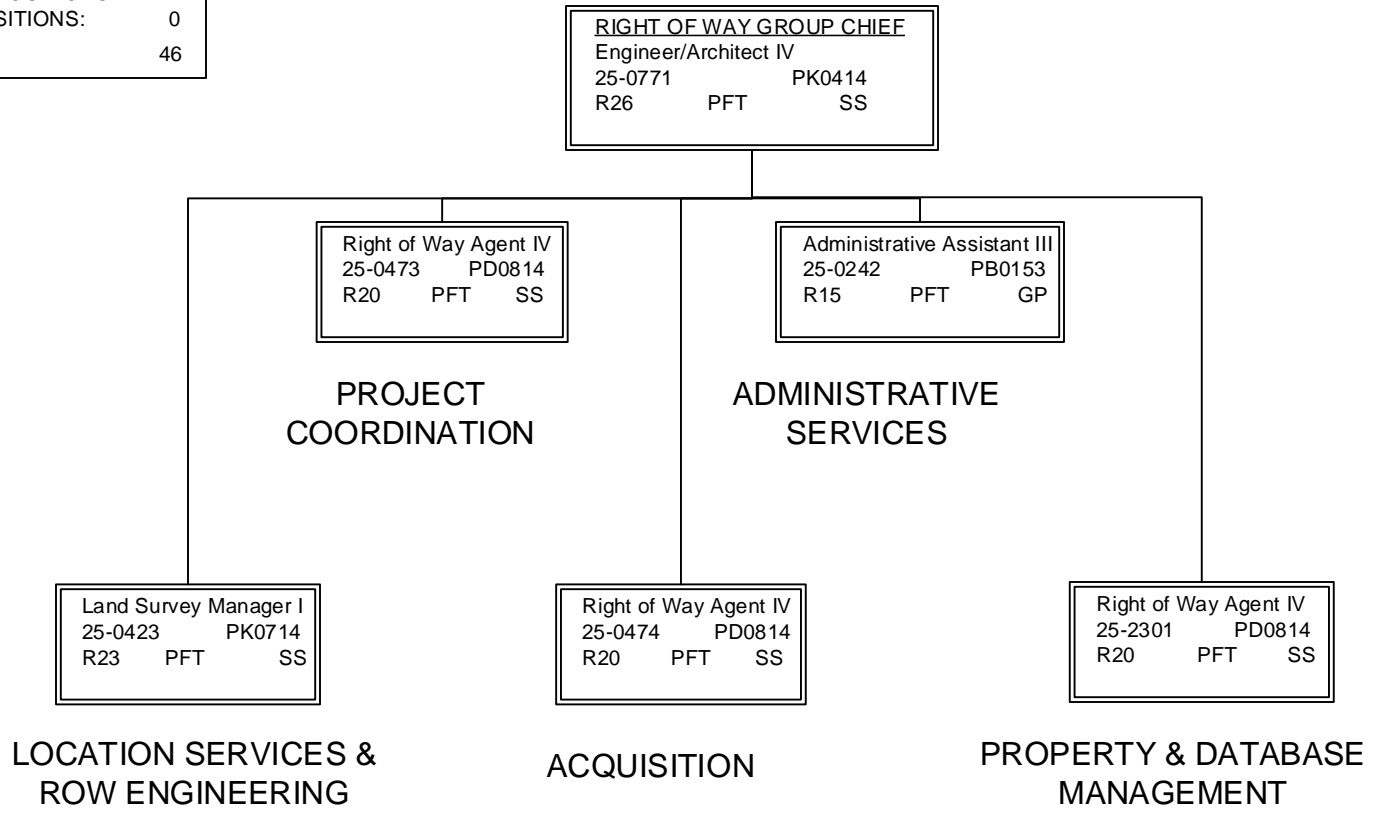 SITIONS: 0
46
RIGHT OF WAY GROUP CHIEF
Engineer/Architect IV
25-0771 PK0414
R26 PFT SS
Right of Way Agent IV
25-0473 PD0814
R20 PFT SS
Administrative Assistant III
25-0242 PB0153
R15 PFT GP
PROJECT
COORDINATION
ADMINISTRATIVE
SERVICES
Land Survey Manager I
25-0423 PK0714
R23 PFT SS
Right of Way Agent IV
25-0474 PD0814
R20 PFT SS
Right of Way Agent IV
25-2301 PD0814
R20 PFT SS
LOCATION SERVICES &
ROW ENGINEERING
ACQUISITION
PROPERTY & DATABASE
MANAGEMENT